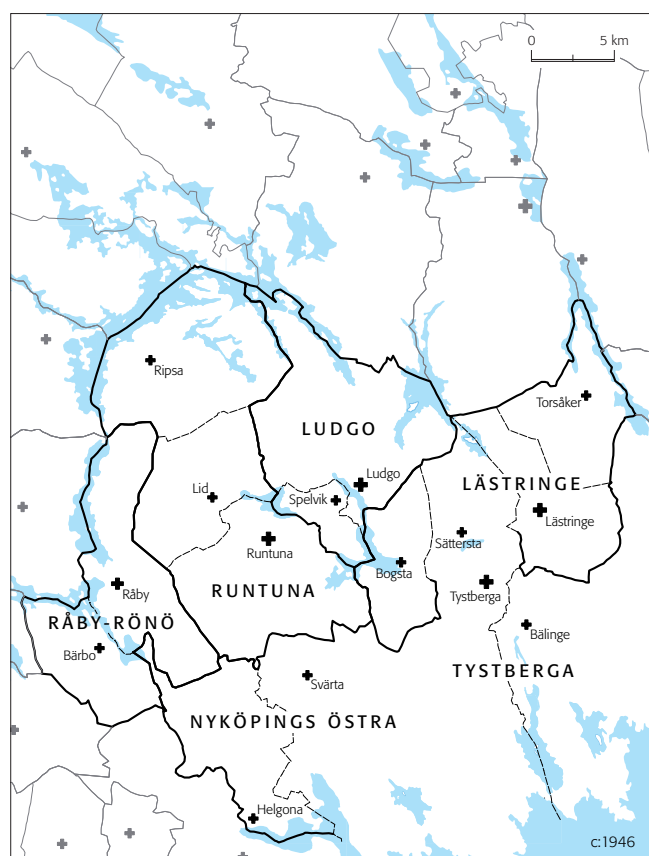 0 5 km
Ripsa
Torsåker
LUDGO
Ludgo
LÄSTRINGE
Lid
Spelvik
Lästringe
Runtuna
Sättersta
Bogsta
Råby
RUNTUNA
Tystberga
RÅBY-RÖNÖ
Bälinge
Bärbo
TYSTBERGA
Svärta
NYKÖPINGS ÖSTRA
Helgona
c:1946